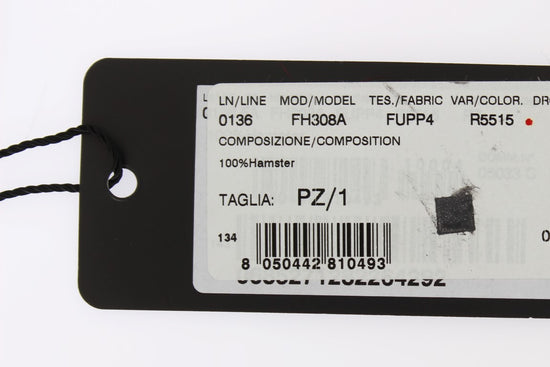 LN/LINE MOD/MODEL TES./FABRIC VAR/COLOR.
0136 FH308A FUPP4 R5515
COMPOSIZIONE/COMPOSITION
100%Hamster
TAGLIA: PZ/1
134
8 050442 810493